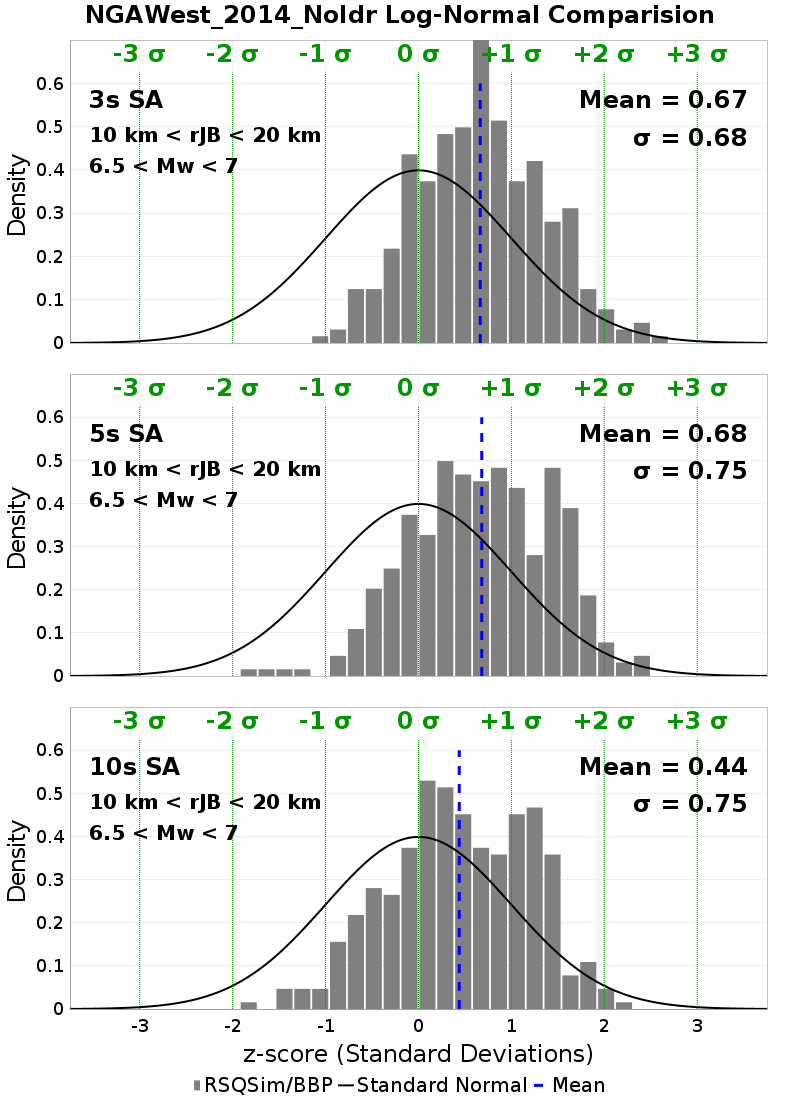 NGAWest_2014_NoIdr Log-Normal Comparision
-3 σ -2 σ -1 σ 0 σ +1 σ +2 σ +3 σ
3s SA
Mean = 0.67
10 km < rJB < 20 km
σ = 0.68
6.5 < Mw < 7
Density
0.6
0.5
0.4
0.3
0.2
0.1
0
-3 σ -2 σ -1 σ 0 σ +1 σ +2 σ +3 σ
5s SA
Mean = 0.68
10 km < rJB < 20 km
σ = 0.75
6.5 < Mw < 7
Density
0.6
0.5
0.4
0.3
0.2
0.1
0
-3 σ -2 σ -1 σ 0 σ +1 σ +2 σ +3 σ
10s SA
Mean = 0.44
10 km < rJB < 20 km
σ = 0.75
6.5 < Mw < 7
Density
0.6
0.5
0.4
0.3
0.2
0.1
0
-3 -2 -1 0 1 2 3
z-score (Standard Deviations)
RSQSim/BBP Standard Normal Mean